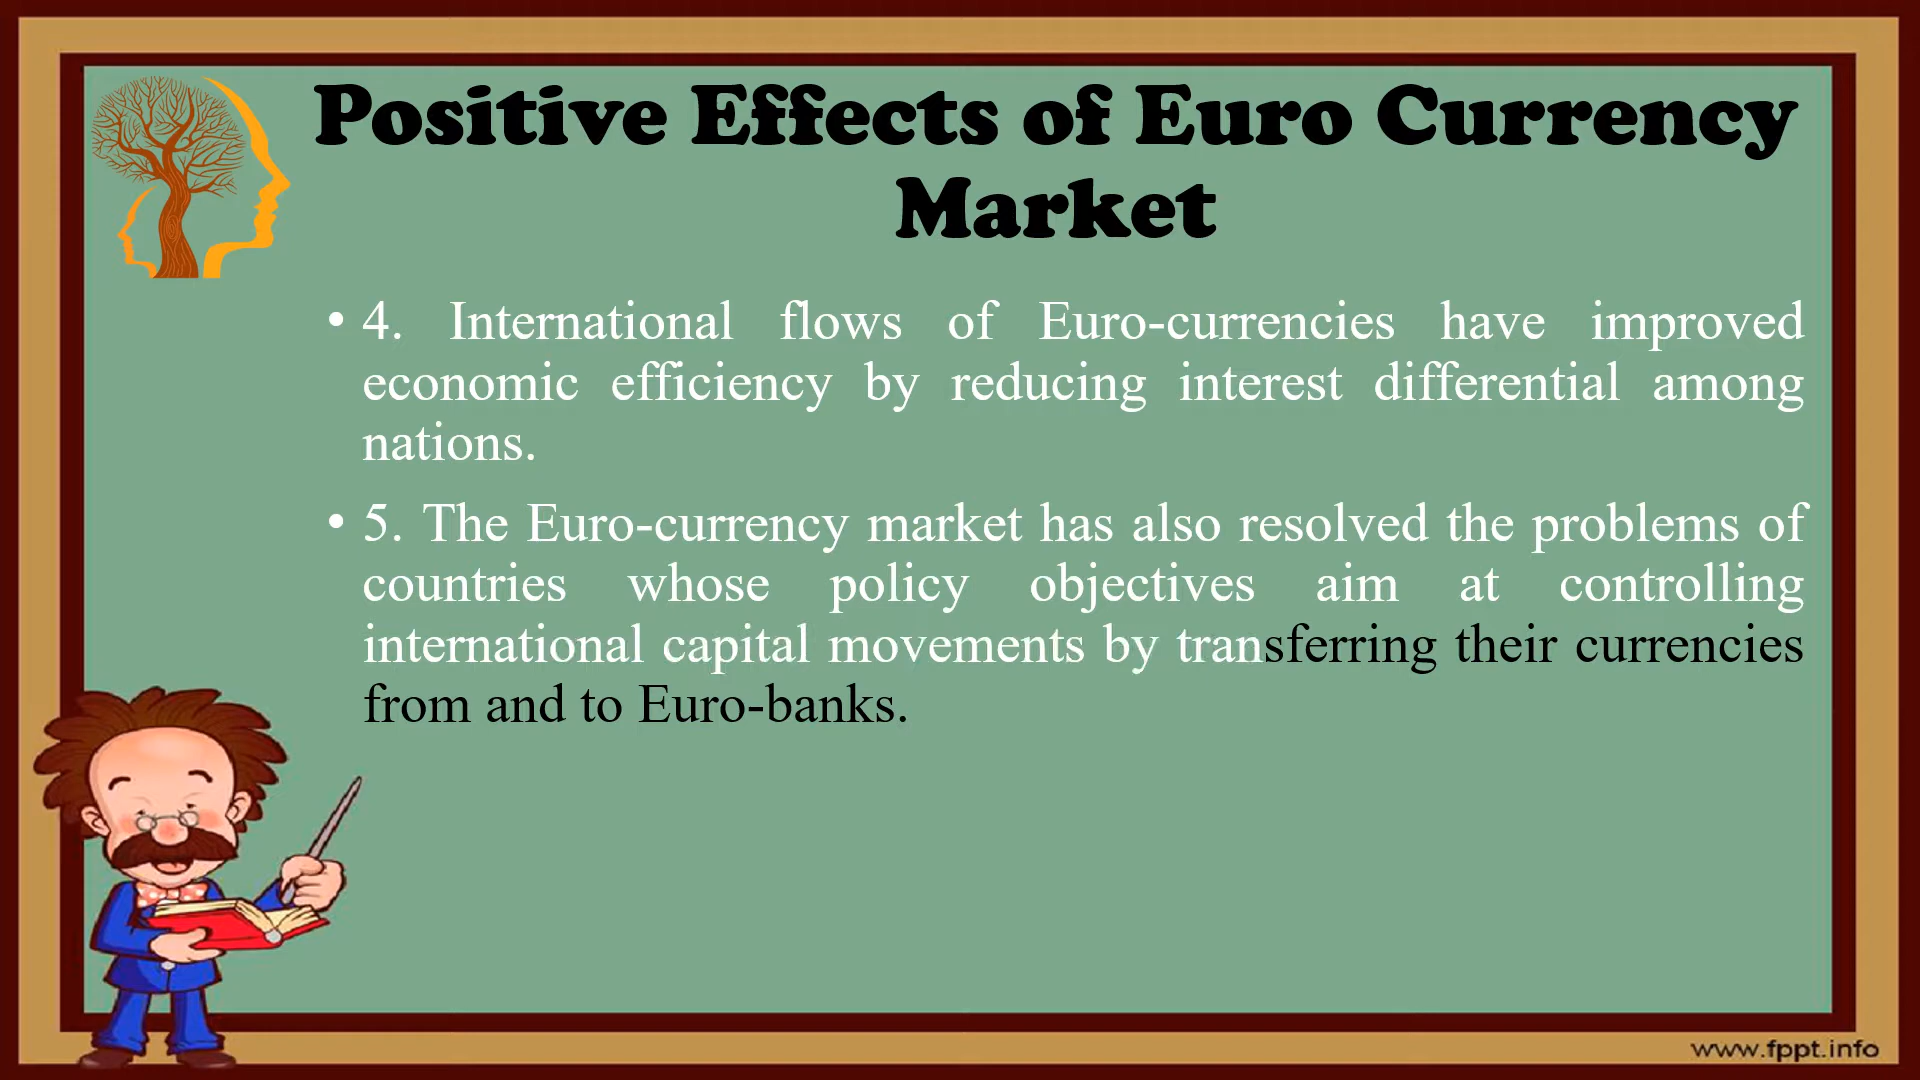 Positive Effects of Euro Currency
Market
• 4. International flows of Euro-currencies have improved
economic efficiency by reducing interest differential among
nations.
• 5. The Euro-currency market has also resolved the problems of
countries whose policy objectives aim at controlling
international capital movements by transferring their currencies
from and to Euro-banks.
www.fppt.info